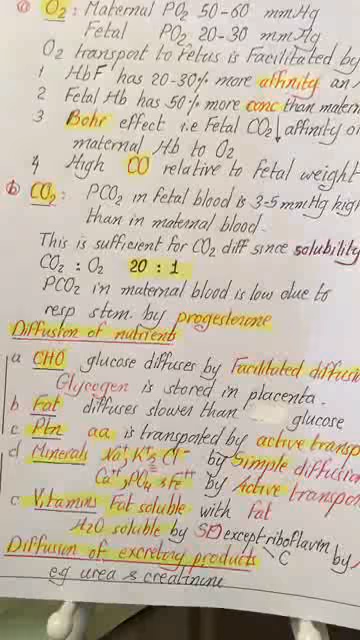 ⓐ O2: Maternal PO2 50-60 mmHg
Fetal PO2 20-30 mmHg
O2 transport to fetus is Facilitated by
1 HbF has 20-30% more affinity an
2 Fetal Hb has 50% more conc than matern
3 Bohr effect i.e Fetal CO2↓ affinity o
maternal Hb to O2
4 High CO relative to Fetal weight
ⓑ CO2: PCO2 in fetal blood is 3-5 mmHg high
than in maternal blood.
This is sufficient for CO2 diff since solubility
CO2 : O2 20 : 1
PCO2 in maternal blood is low due to
resp stem. by progesterone
Diffusion of nutrients
a CHO glucose diffuses by Facilitated diffusi
Glycogen is stored in placenta.
b Fat diffuses slower than glucose
c Ptn aa. is transported by active transp
d Minerals Na+, K+, Cl- by Simple diffusion
Ca++, PO4, Fe++ by Active transpor
c Vitamins Fat soluble with Fat
H2O soluble by SD except riboflavin by
C
Diffusion of excretory products
eg urea & creatinine